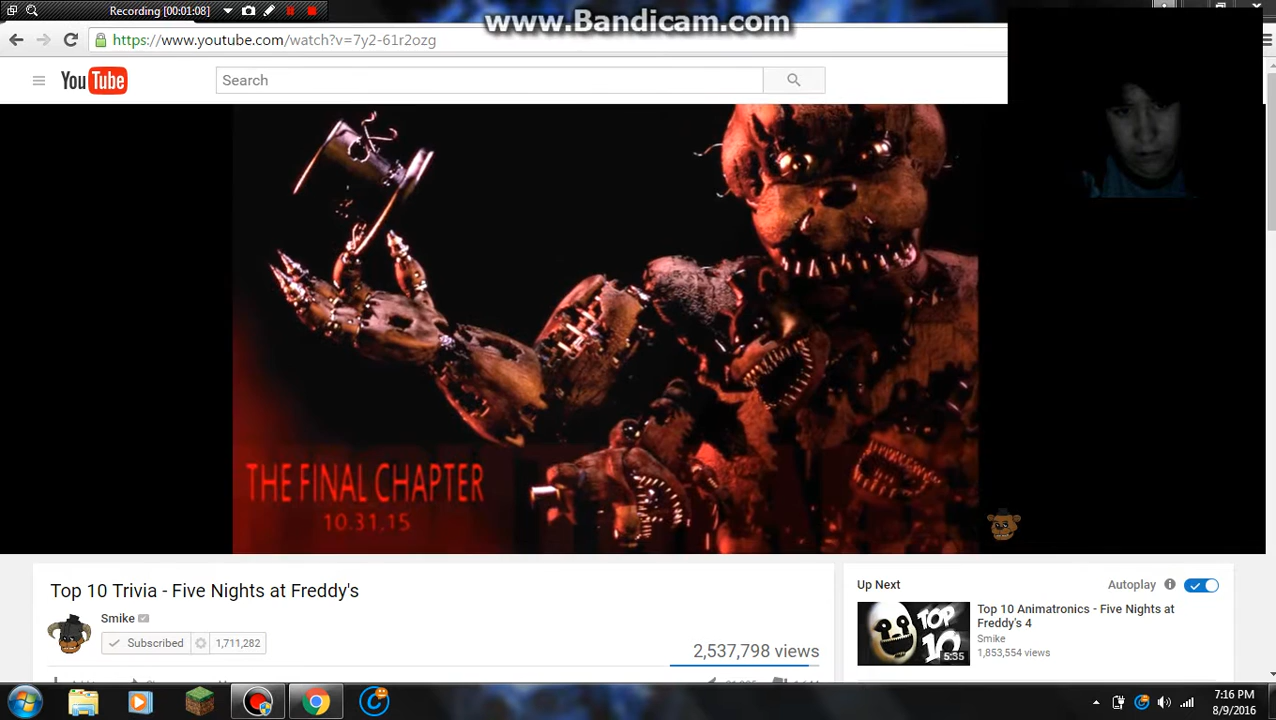 Recording [00:01:08]
www.Bandicam.com
https://www.youtube.com/watch?v=7y2-61r2ozg
YouTube
Search
THE FINAL CHAPTER
10.31.15
Top 10 Trivia - Five Nights at Freddy's
Smike
Subscribed 1,711,282
2,537,798 views
Up Next Autoplay
TOP 10
5:35
Top 10 Animatronics - Five Nights at
Freddy's 4
Smike
1,853,554 views
7:16 PM
8/9/2016